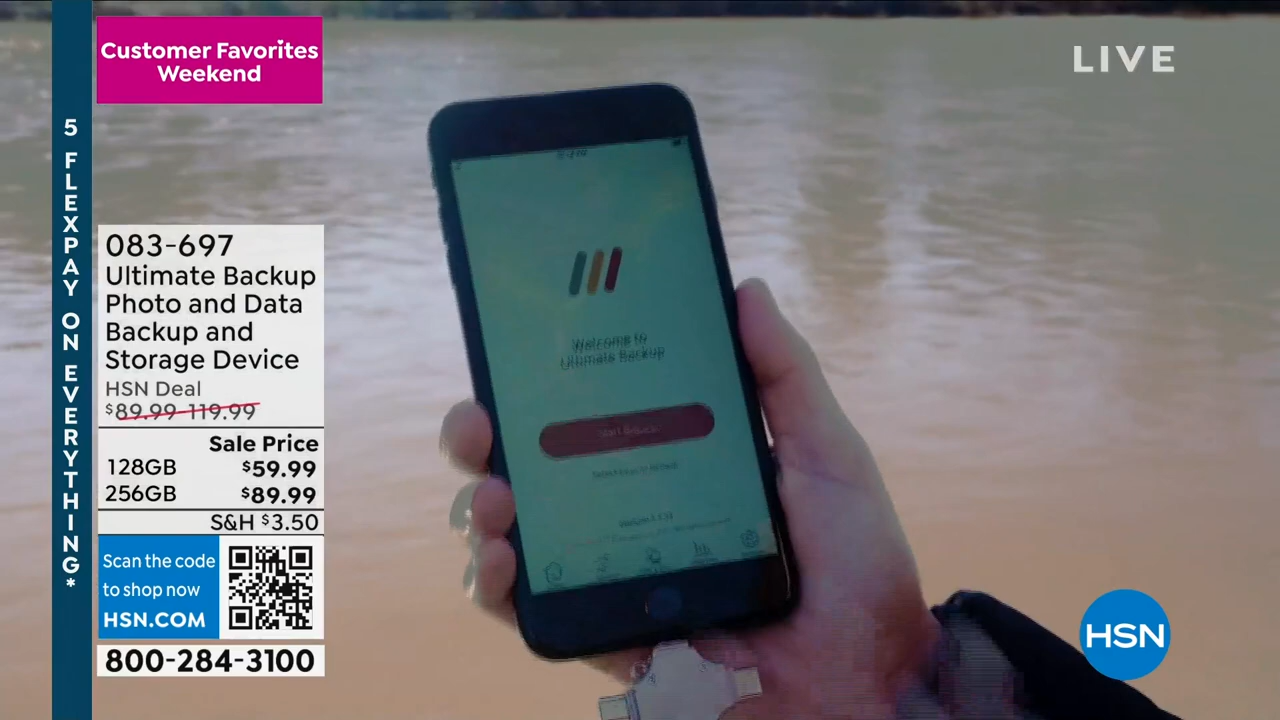 Customer Favorites
Weekend
LIVE
5 FLEXPAY ON EVERYTHING*
083-697
Ultimate Backup
Photo and Data
Backup and
Storage Device
HSN Deal
$89.99-119.99
Sale Price
128GB $59.99
256GB $89.99
S&H $3.50
Scan the code
to shop now
HSN.COM
800-284-3100
Welcome to
Ultimate Backup
Start Backup
HSN